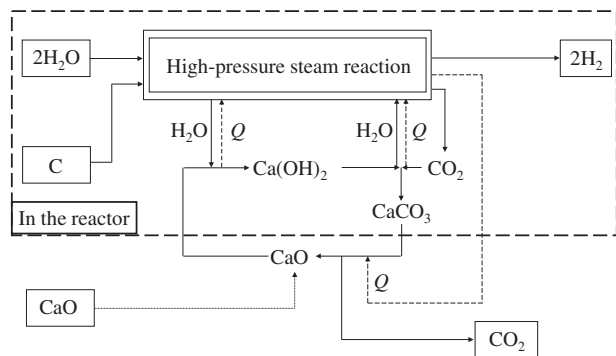 2H₂O
High-pressure steam reaction
2H₂
H₂O
Q
H₂O
Q
C
Ca(OH)₂
CO₂
CaCO₃
In the reactor
CaO
Q
CaO
CO₂